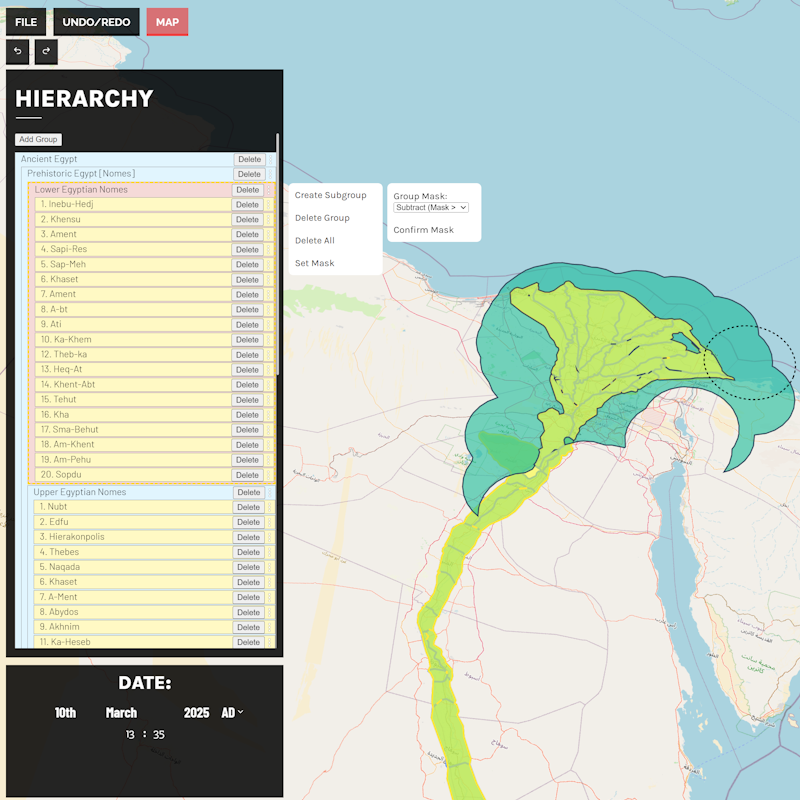 FILE
UNDO/REDO
MAP
HIERARCHY
Add Group
Ancient Egypt
Delete
Prehistoric Egypt [Nomes]
Delete
Lower Egyptian Nomes
Delete
1. Inebu-Hedj
Delete
2. Khensu
Delete
3. Ament
Delete
4. Sapi-Res
Delete
5. Sap-Meh
Delete
6. Khaset
Delete
7. Ament
Delete
8. A-bt
Delete
9. Ati
Delete
10. Ka-Khem
Delete
12. Theb-ka
Delete
13. Heq-At
Delete
14. Khent-Abt
Delete
15. Tehut
Delete
16. Kha
Delete
17. Sma-Behut
Delete
18. Am-Khent
Delete
19. Am-Pehu
Delete
20. Sopdu
Delete
Upper Egyptian Nomes
Delete
1. Nubt
Delete
2. Edfu
Delete
3. Hierakonpolis
Delete
4. Thebes
Delete
5. Naqada
Delete
6. Khaset
Delete
7. A-Ment
Delete
8. Abydos
Delete
9. Akhnim
Delete
11. Ka-Heseb
Delete
Create Subgroup
Delete Group
Delete All
Set Mask
Group Mask:
Subtract (Mask >
Confirm Mask
DATE:
10th March 2025 AD
13 : 35
السويس
أسيوط
سوهاج